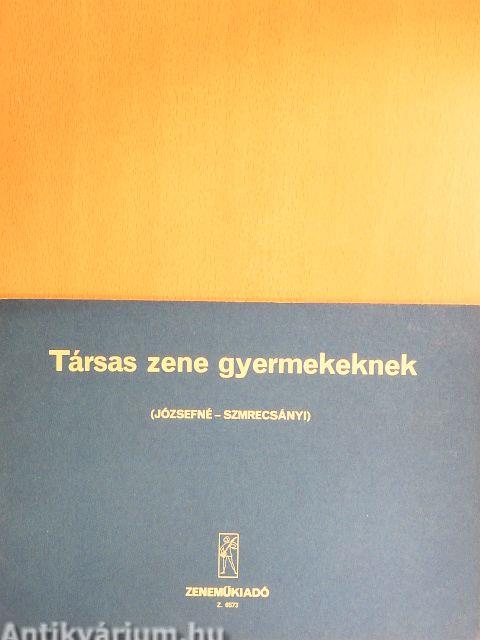 Társas zene gyermekeknek
(JÓZSEFNÉ – SZMRECSÁNYI)
ZENEMŰKIADÓ
Z. 6573
Antikvárium.hu